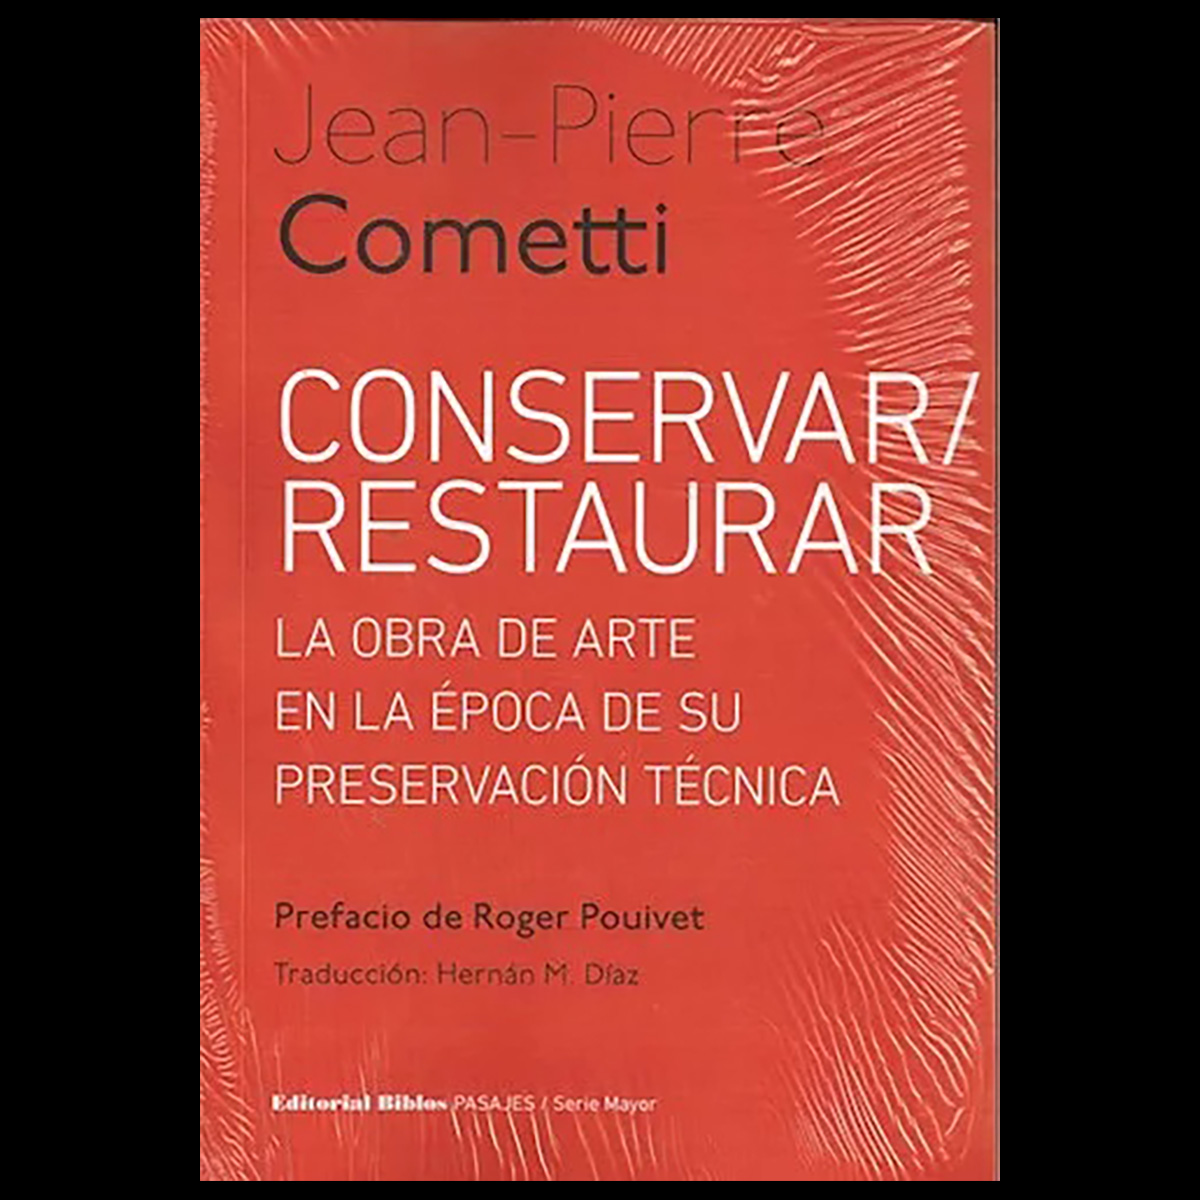 Jean-Pierre
Cometti
CONSERVAR/
RESTAURAR
LA OBRA DE ARTE
EN LA ÉPOCA DE SU
PRESERVACIÓN TÉCNICA
Prefacio de Roger Pouivet
Traducción: Hernán M. Díaz
Editorial Biblos PASAJES / Serie Mayor